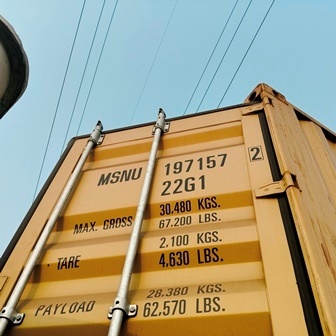 MSNU 197157 2
22G1
MAX. GROSS 30.480 KGS.
67,200 LBS.
TARE 2.100 KGS.
4,630 LBS.
PAYLOAD 28.380 KGS.
62,570 LBS.